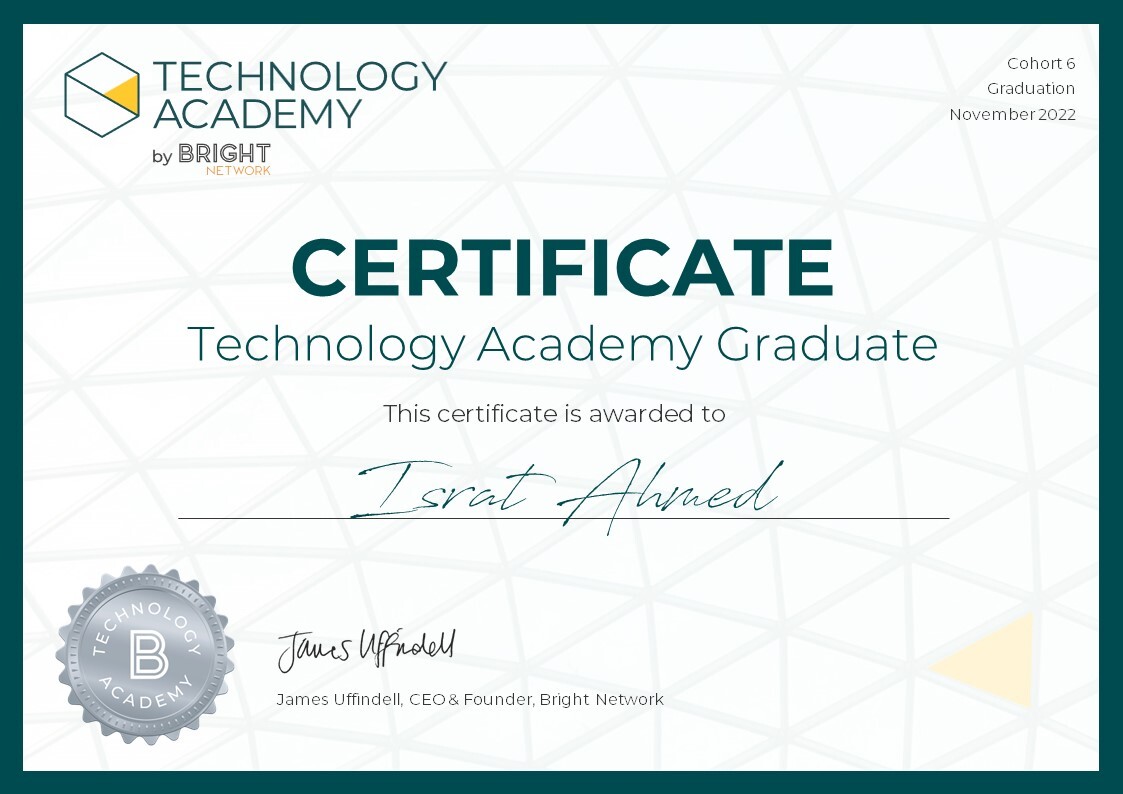 TECHNOLOGY
ACADEMY
by BRIGHT
NETWORK
Cohort 6
Graduation
November 2022
CERTIFICATE
Technology Academy Graduate
This certificate is awarded to
Israt Ahmed
TECHNOLOGY
B
ACADEMY
James Uffindell
James Uffindell, CEO & Founder, Bright Network